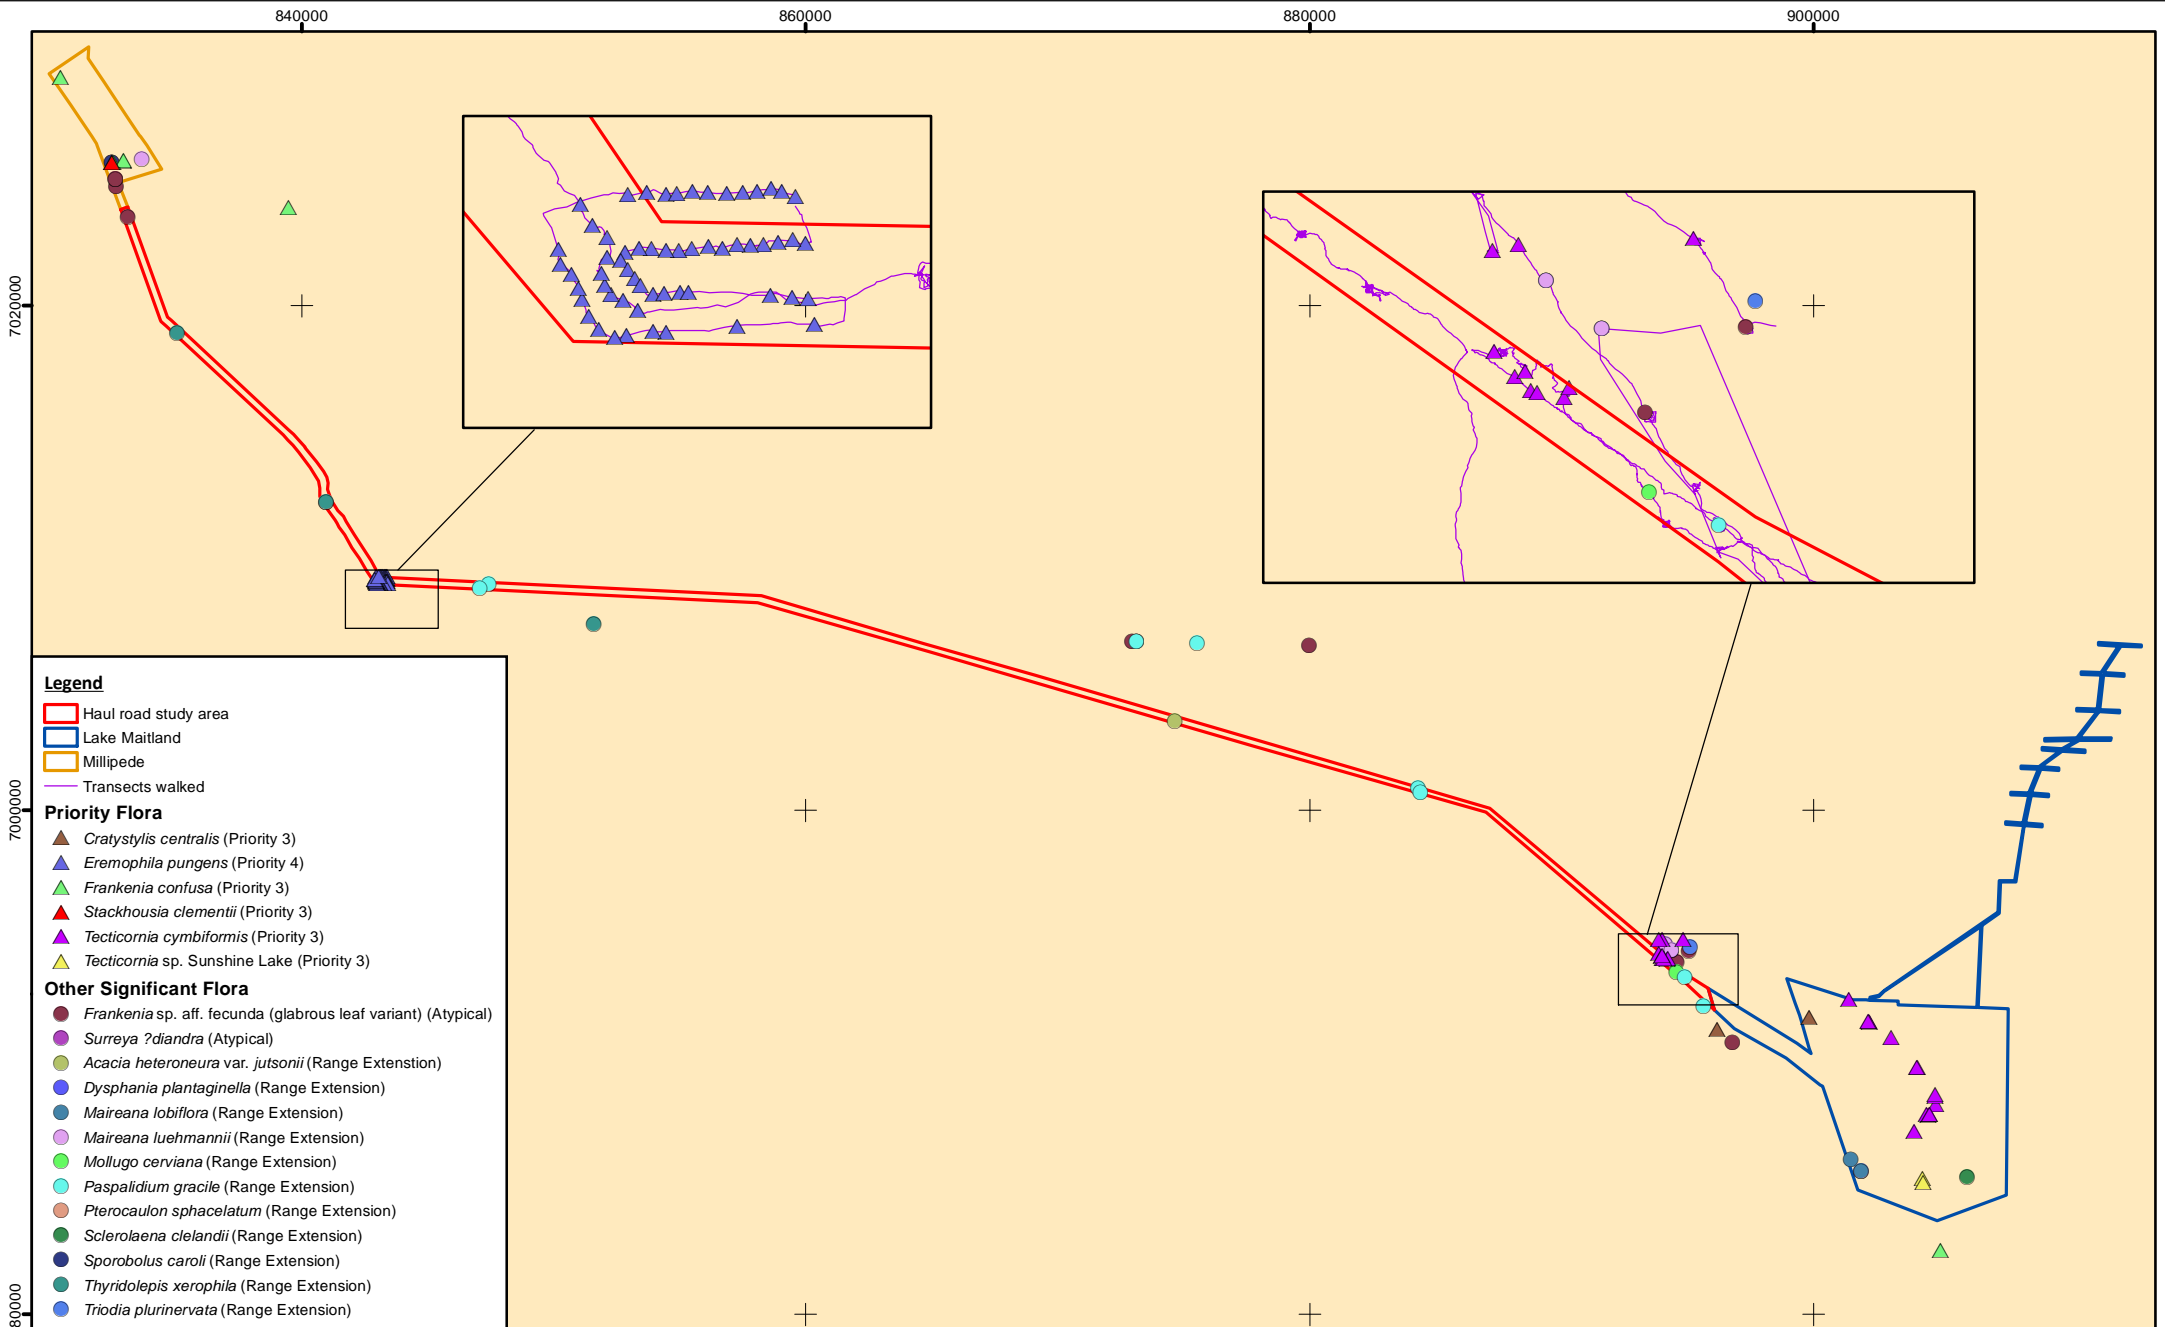 840000 860000 880000 900000
7020000
7000000
80000
Legend
Haul road study area
Lake Maitland
Millipede
Transects walked
Priority Flora
Cratystylis centralis (Priority 3)
Eremophila pungens (Priority 4)
Frankenia confusa (Priority 3)
Stackhousia clementii (Priority 3)
Tecticornia cymbiformis (Priority 3)
Tecticornia sp. Sunshine Lake (Priority 3)
Other Significant Flora
Frankenia sp. aff. fecunda (glabrous leaf variant) (Atypical)
Surreya ?diandra (Atypical)
Acacia heteroneura var. jutsonii (Range Extenstion)
Dysphania plantaginella (Range Extension)
Maireana lobiflora (Range Extension)
Maireana luehmannii (Range Extension)
Mollugo cerviana (Range Extension)
Paspalidium gracile (Range Extension)
Pterocaulon sphacelatum (Range Extension)
Sclerolaena clelandii (Range Extension)
Sporobolus caroli (Range Extension)
Thyridolepis xerophila (Range Extension)
Triodia plurinervata (Range Extension)